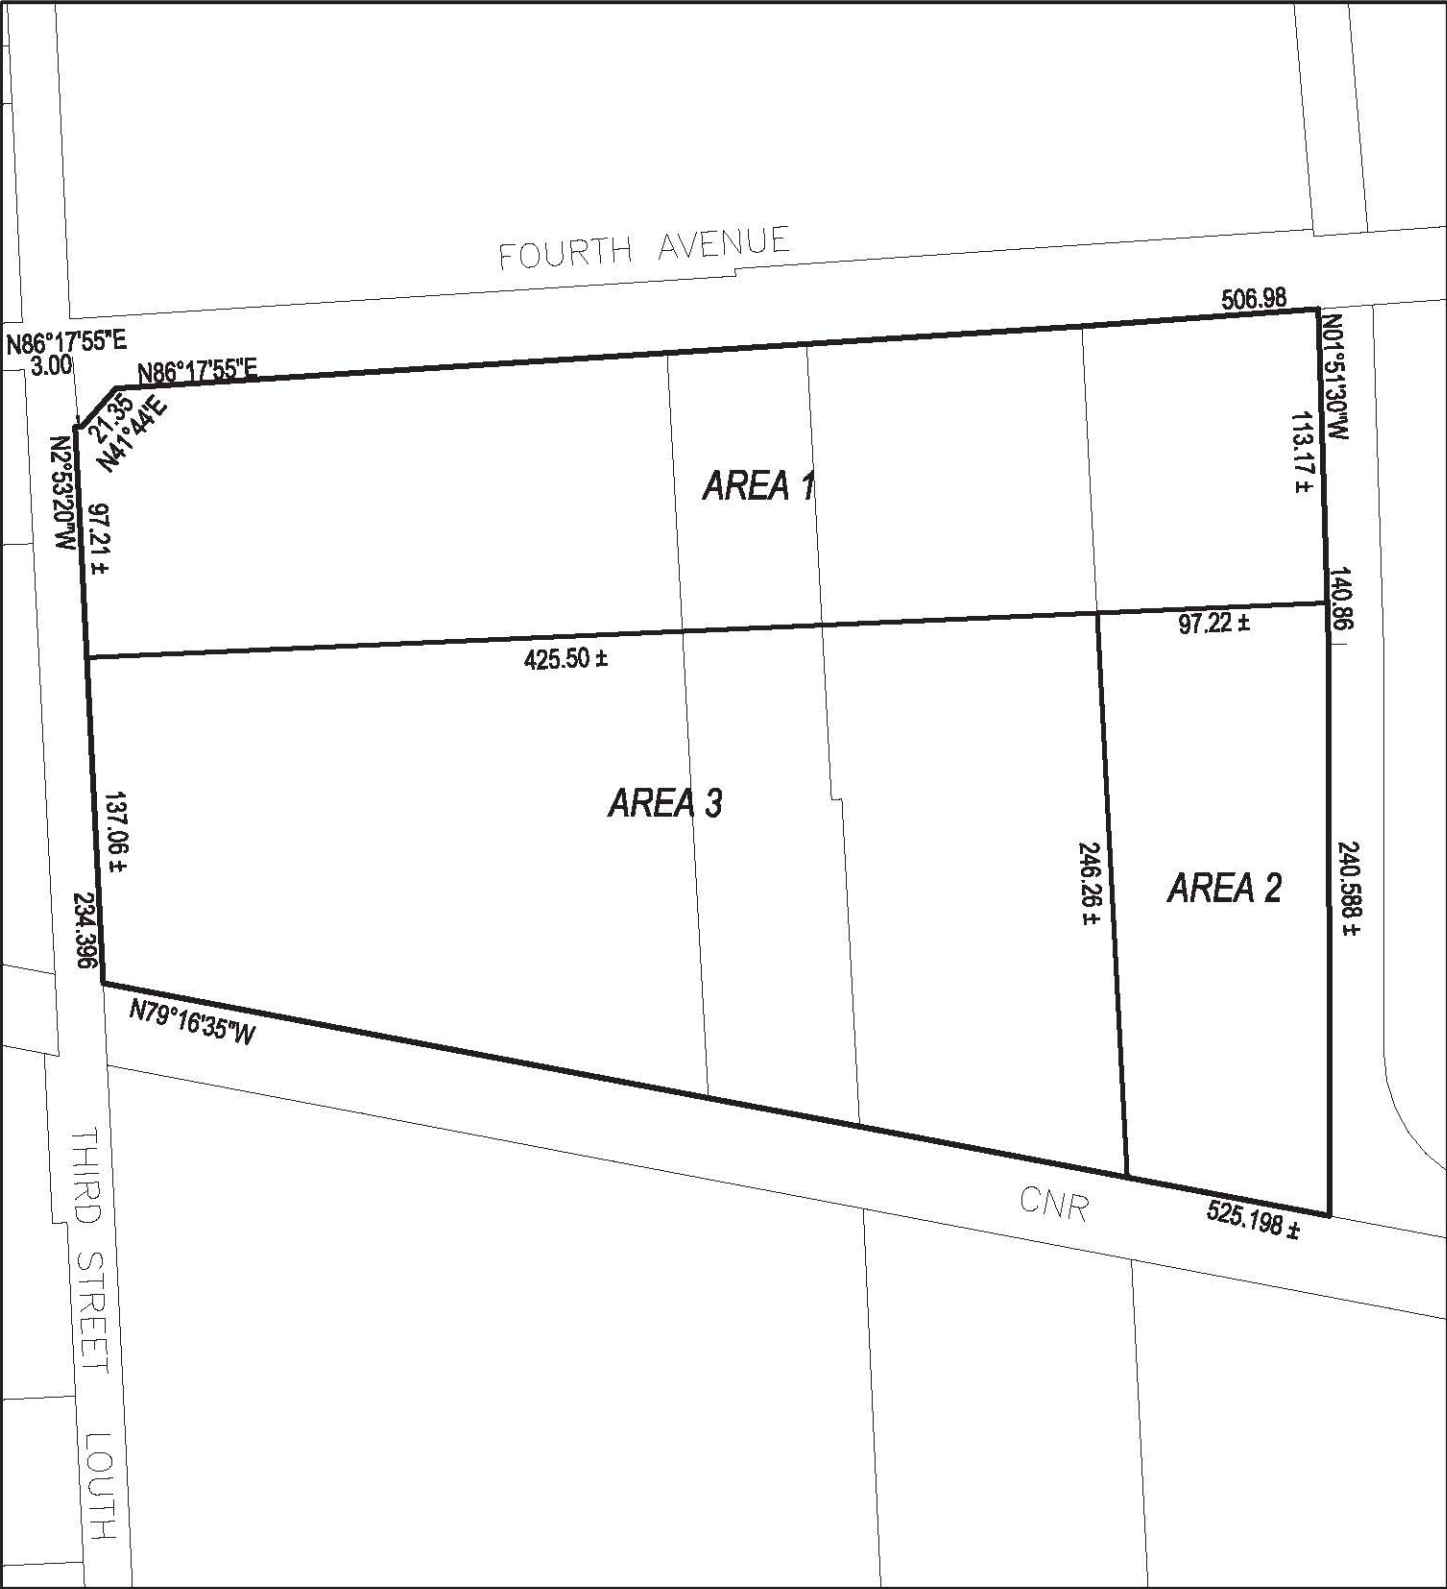 FOURTH AVENUE
506.98
N86°17'55"E
3.00
N86°17'55"E
21.35
N41°44'E
N01°51'30"W
113.17 ±
N2°53'20"W
97.21 ±
AREA 1
140.86
97.22 ±
425.50 ±
137.06 ±
AREA 3
246.26 ±
AREA 2
240.588 ±
234.396
N79°16'35"W
CNR
525.198 ±
THIRD STREET LOUTH